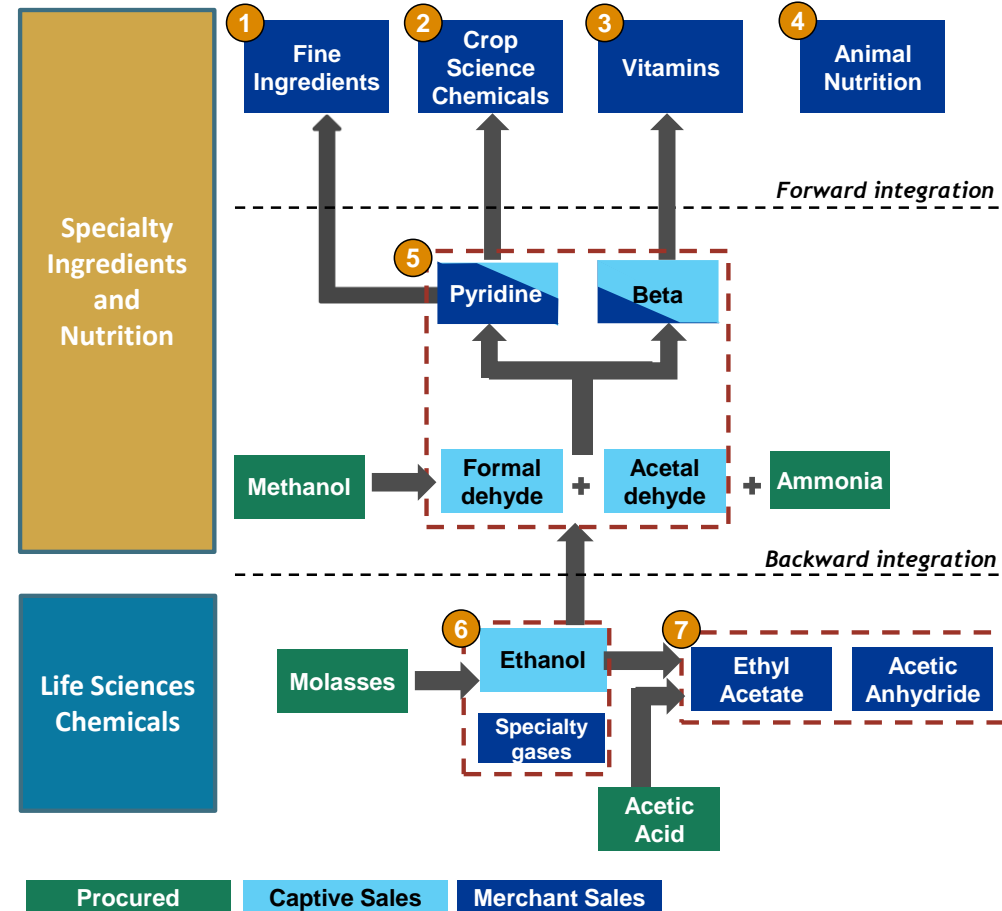 1
Fine
Ingredients
2
Crop
Science
Chemicals
3
Vitamins
4
Animal
Nutrition
Forward integration
Specialty
Ingredients
and
Nutrition
5
Pyridine
Beta
Methanol
Formal
dehyde
+
Acetal
dehyde
+
Ammonia
Backward integration
Life Sciences
Chemicals
6
Molasses
Ethanol
Specialty
gases
7
Ethyl
Acetate
Acetic
Anhydride
Acetic
Acid
Procured
Captive Sales
Merchant Sales